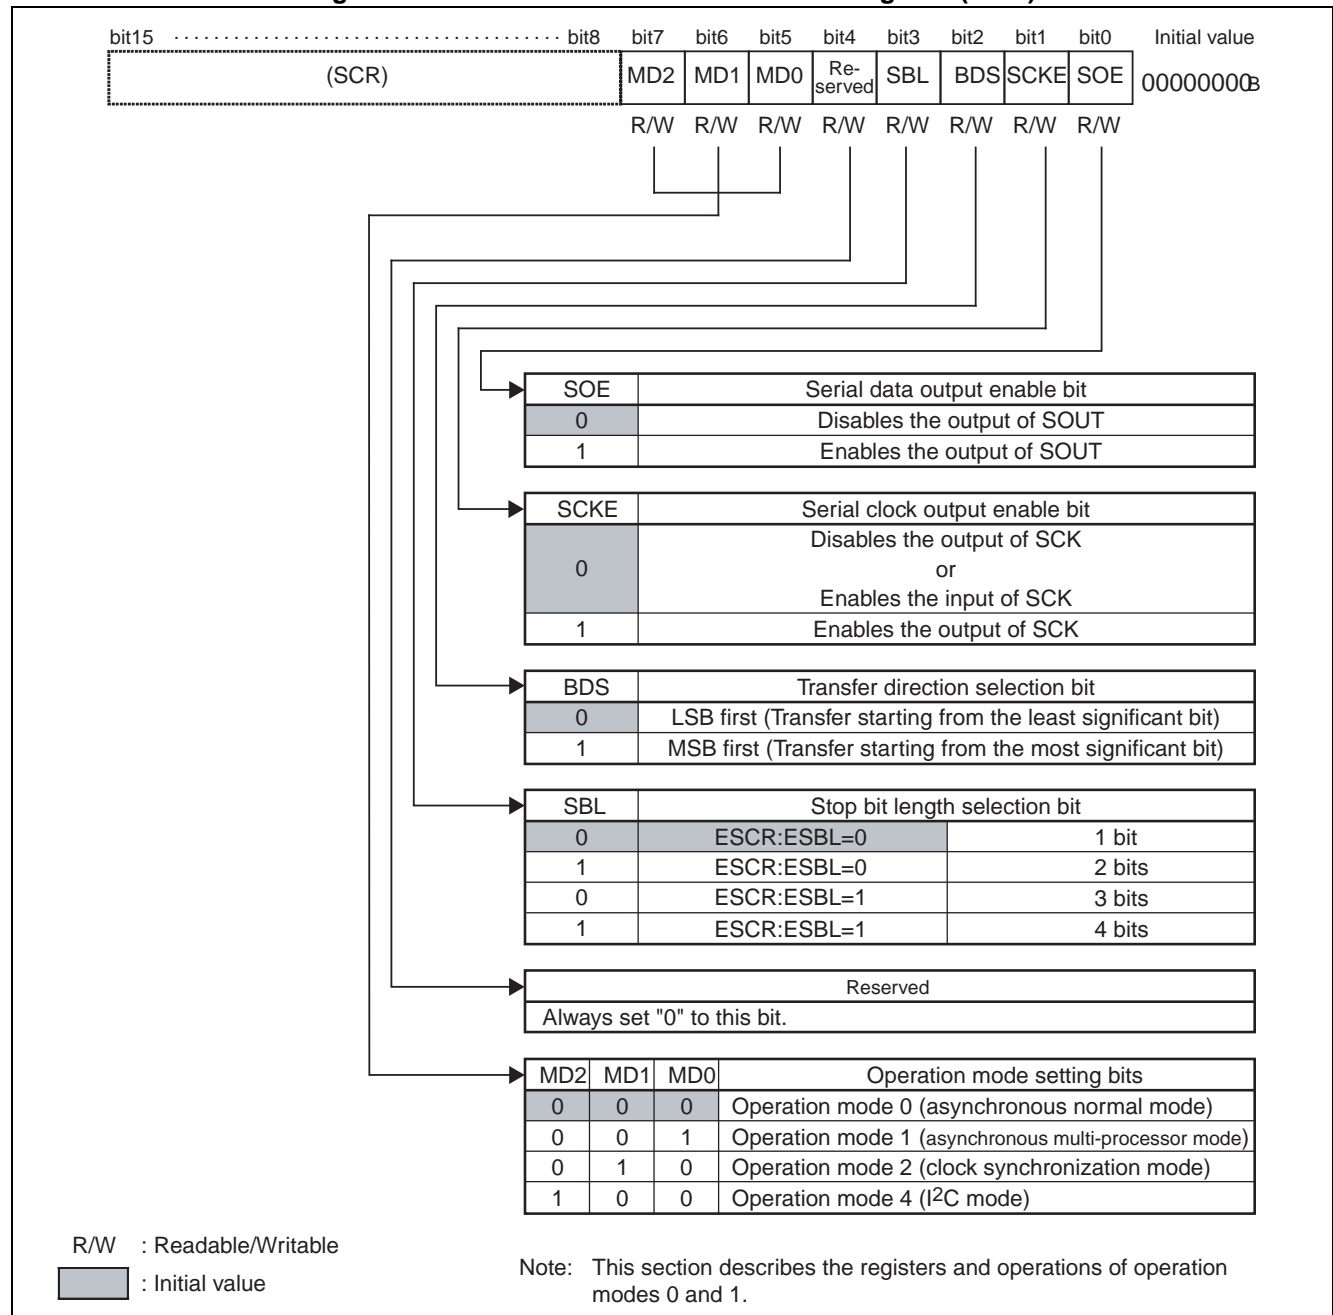 bit15 ······································· bit8 bit7 bit6 bit5 bit4 bit3 bit2 bit1 bit0 Initial value
(SCR) MD2 MD1 MD0 Re-served SBL BDS SCKE SOE 00000000B
R/W R/W R/W R/W R/W R/W R/W R/W
SOE Serial data output enable bit
0 Disables the output of SOUT
1 Enables the output of SOUT
SCKE Serial clock output enable bit
0 Disables the output of SCK
or
Enables the input of SCK
1 Enables the output of SCK
BDS Transfer direction selection bit
0 LSB first (Transfer starting from the least significant bit)
1 MSB first (Transfer starting from the most significant bit)
SBL Stop bit length selection bit
0 ESCR:ESBL=0 1 bit
1 ESCR:ESBL=0 2 bits
0 ESCR:ESBL=1 3 bits
1 ESCR:ESBL=1 4 bits
Reserved
Always set "0" to this bit.
MD2 MD1 MD0 Operation mode setting bits
0 0 0 Operation mode 0 (asynchronous normal mode)
0 0 1 Operation mode 1 (asynchronous multi-processor mode)
0 1 0 Operation mode 2 (clock synchronization mode)
1 0 0 Operation mode 4 (I2C mode)
R/W : Readable/Writable
: Initial value
Note: This section describes the registers and operations of operation
modes 0 and 1.